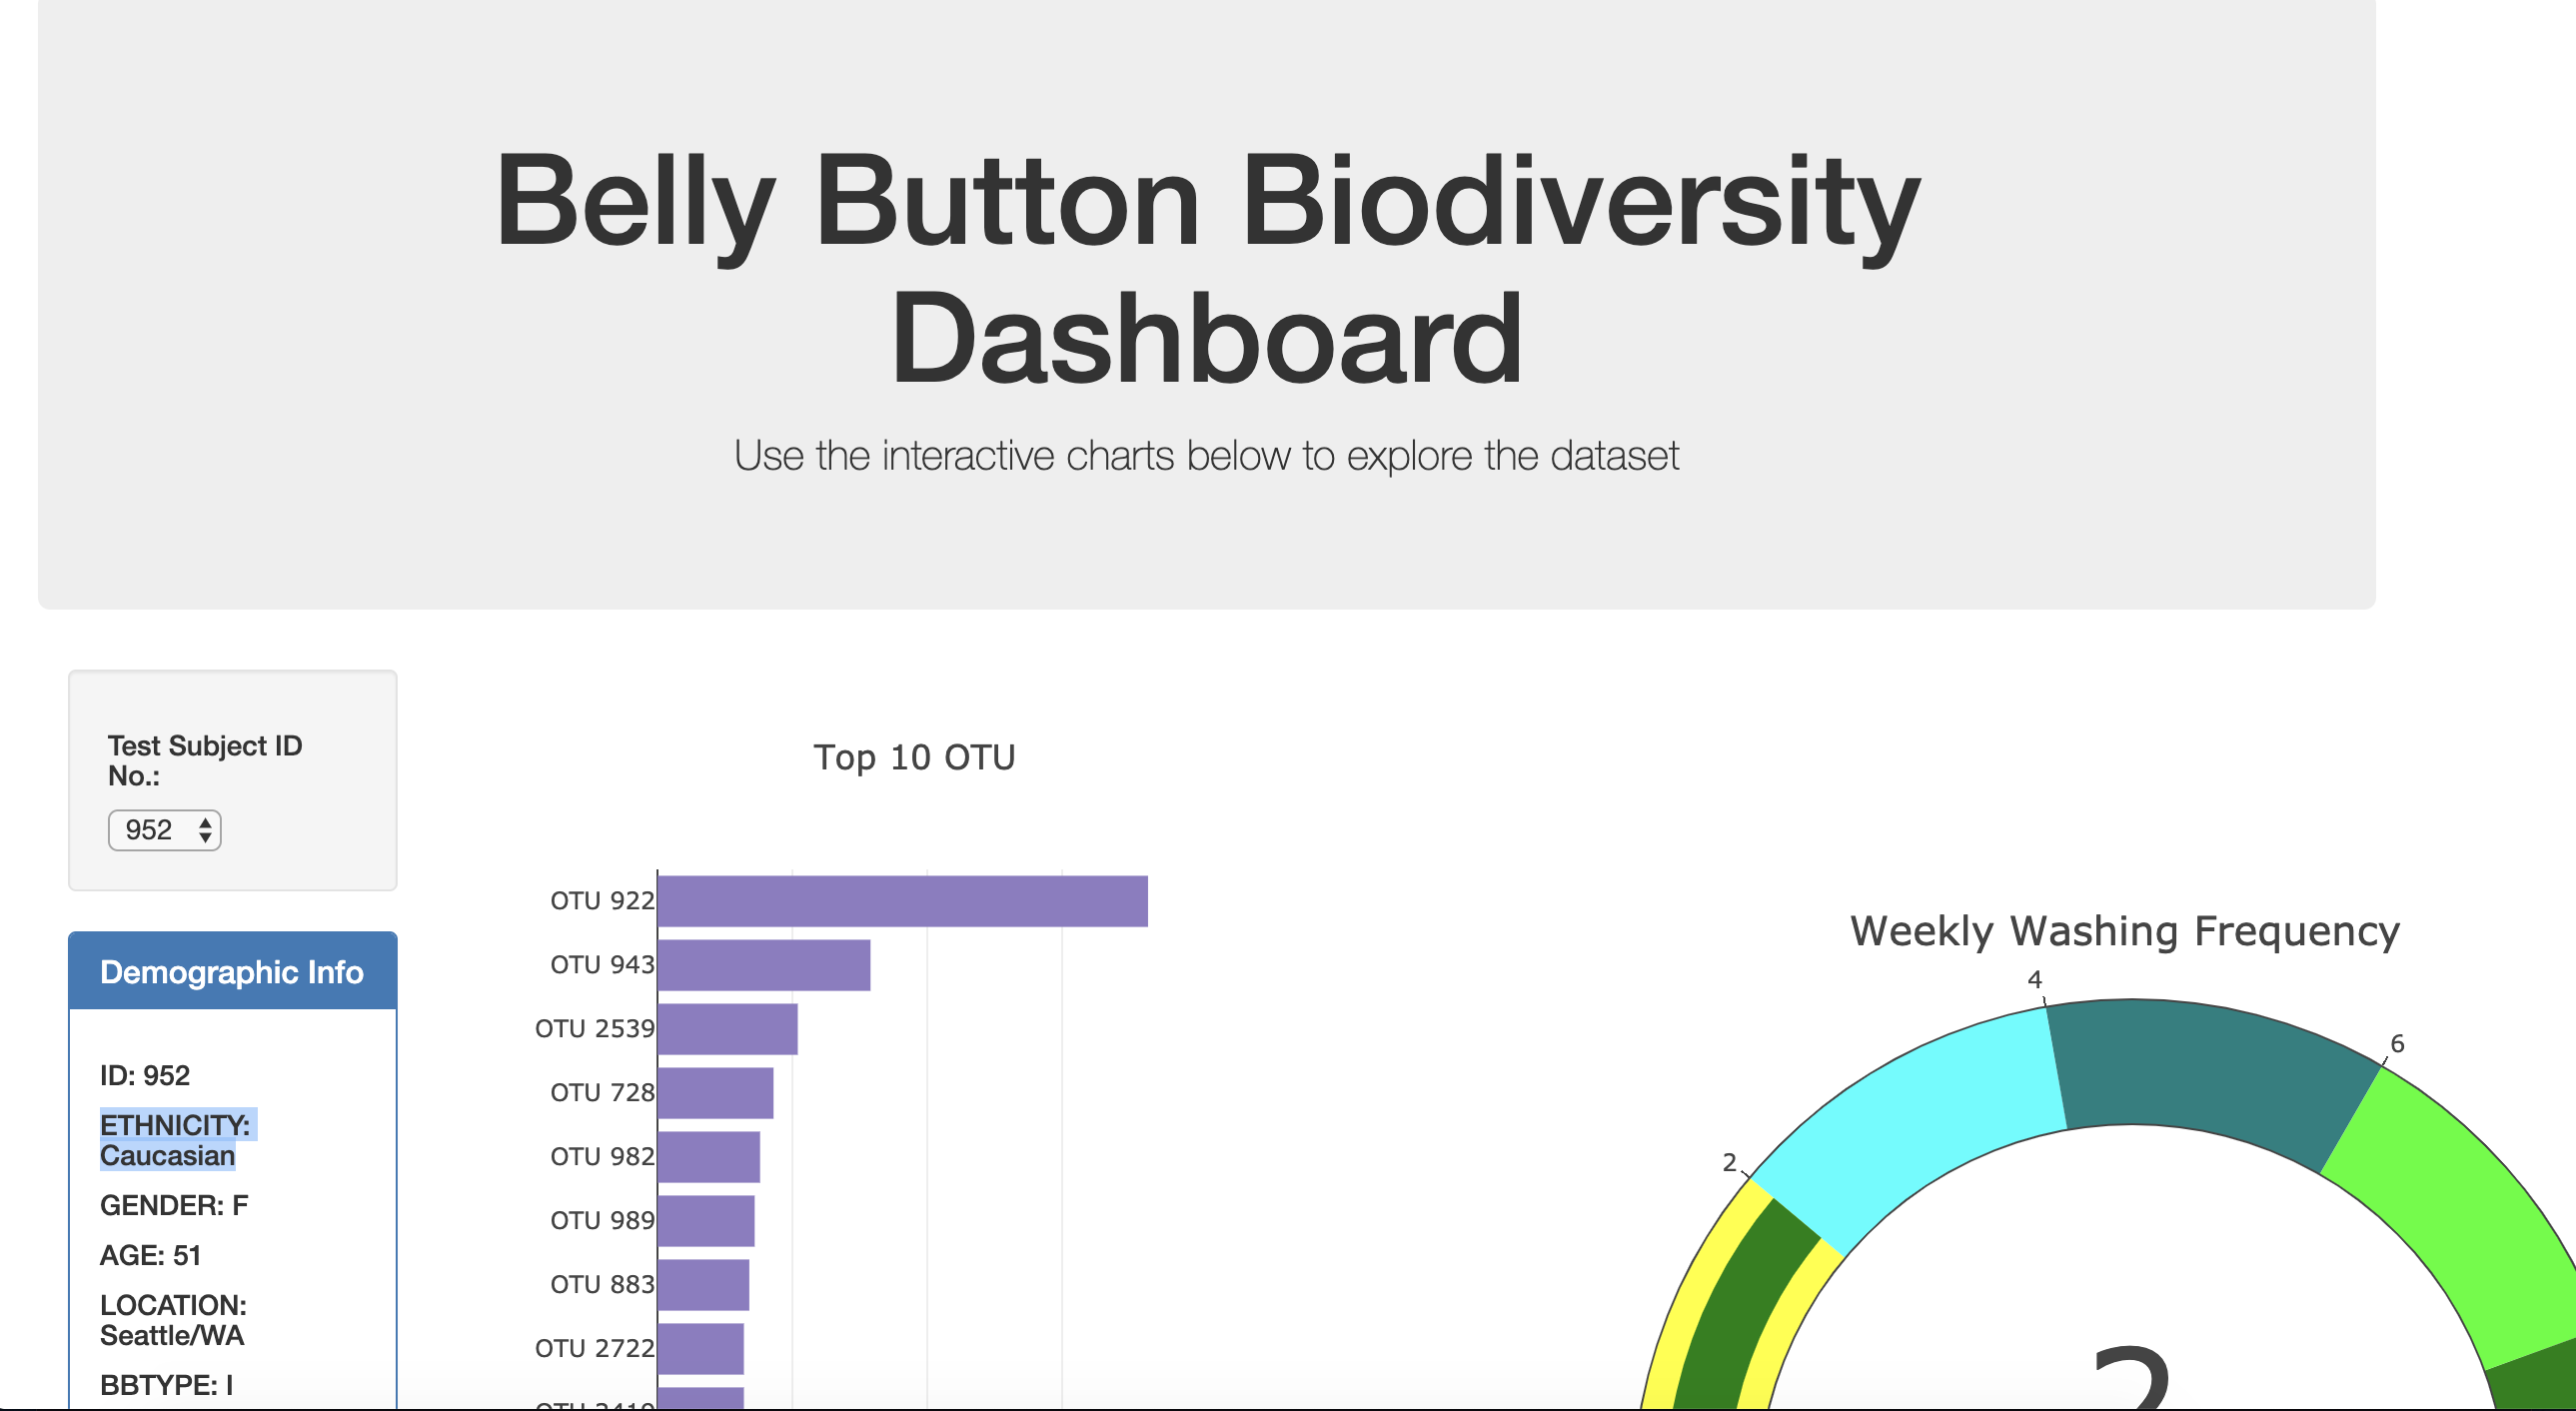 Belly Button Biodiversity
Dashboard
Use the interactive charts below to explore the dataset
Test Subject ID
No.:
952
Demographic Info
ID: 952
ETHNICITY:
Caucasian
GENDER: F
AGE: 51
LOCATION:
Seattle/WA
BBTYPE: I
Top 10 OTU
OTU 922
OTU 943
OTU 2539
OTU 728
OTU 982
OTU 989
OTU 883
OTU 2722
Weekly Washing Frequency
4
6
2
2